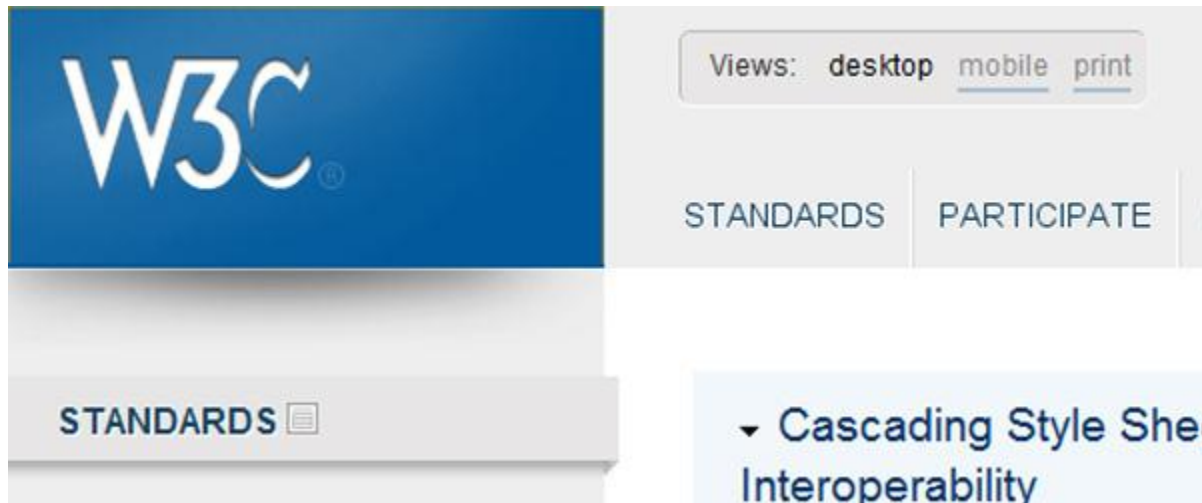 W3C®
Views: desktop mobile print
STANDARDS PARTICIPATE
STANDARDS
Cascading Style She
Interoperability